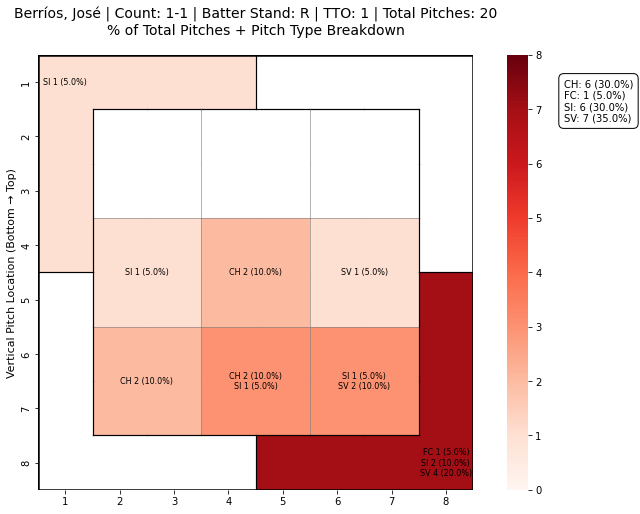 Berríos, José | Count: 1-1 | Batter Stand: R | TTO: 1 | Total Pitches: 20
% of Total Pitches + Pitch Type Breakdown
CH: 6 (30.0%)
FC: 1 (5.0%)
SI: 6 (30.0%)
SV: 7 (35.0%)
Vertical Pitch Location (Bottom → Top)
1
2
3
4
5
6
7
8
SI 1 (5.0%)
SI 1 (5.0%)
CH 2 (10.0%)
SV 1 (5.0%)
CH 2 (10.0%)
CH 2 (10.0%)
SI 1 (5.0%)
SI 1 (5.0%)
SV 2 (10.0%)
FC 1 (5.0%)
SI 2 (10.0%)
SV 4 (20.0%)
1 2 3 4 5 6 7 8
8
7
6
5
4
3
2
1
0